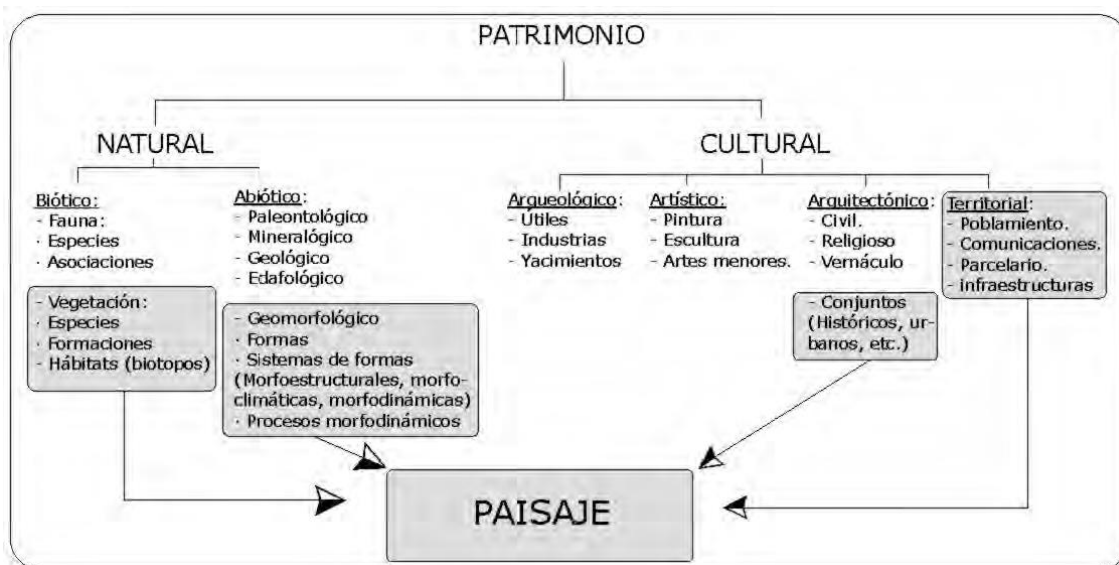 PATRIMONIO
NATURAL
CULTURAL
Biótico:
- Fauna:
· Especies
· Asociaciones
- Vegetación:
· Especies
· Formaciones
- Hábitats (biotopos)
Abiótico:
- Paleontológico
- Mineralógico
- Geológico
- Edafológico
- Geomorfológico
· Formas
· Sistemas de formas
(Morfoestructurales, morfo-
climáticas, morfodinámicas)
· Procesos morfodinámicos
Arqueológico:
- Útiles
- Industrias
- Yacimientos
Artístico:
- Pintura
- Escultura
- Artes menores.
Arquitectónico:
- Civil.
- Religioso
- Vernáculo
- Conjuntos
(Históricos, ur-
banos, etc.)
Territorial:
- Poblamiento.
- Comunicaciones.
- Parcelario.
- infraestructuras
PAISAJE